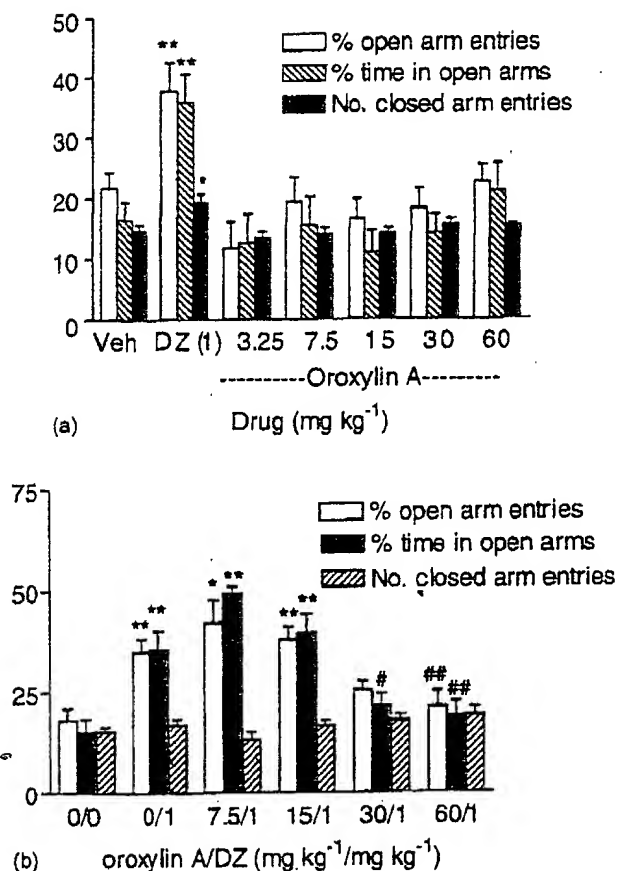 50
40
30
20
10
0
** **
*
% open arm entries
% time in open arms
No. closed arm entries
Veh DZ (1) 3.25 7.5 15 30 60
--------Oroxylin A--------
(a) Drug (mg kg⁻¹)
75
50
25
0
** ** * ** ** ** # ## ##
% open arm entries
% time in open arms
No. closed arm entries
0/0 0/1 7.5/1 15/1 30/1 60/1
(b) oroxylin A/DZ (mg kg⁻¹/mg kg⁻¹)